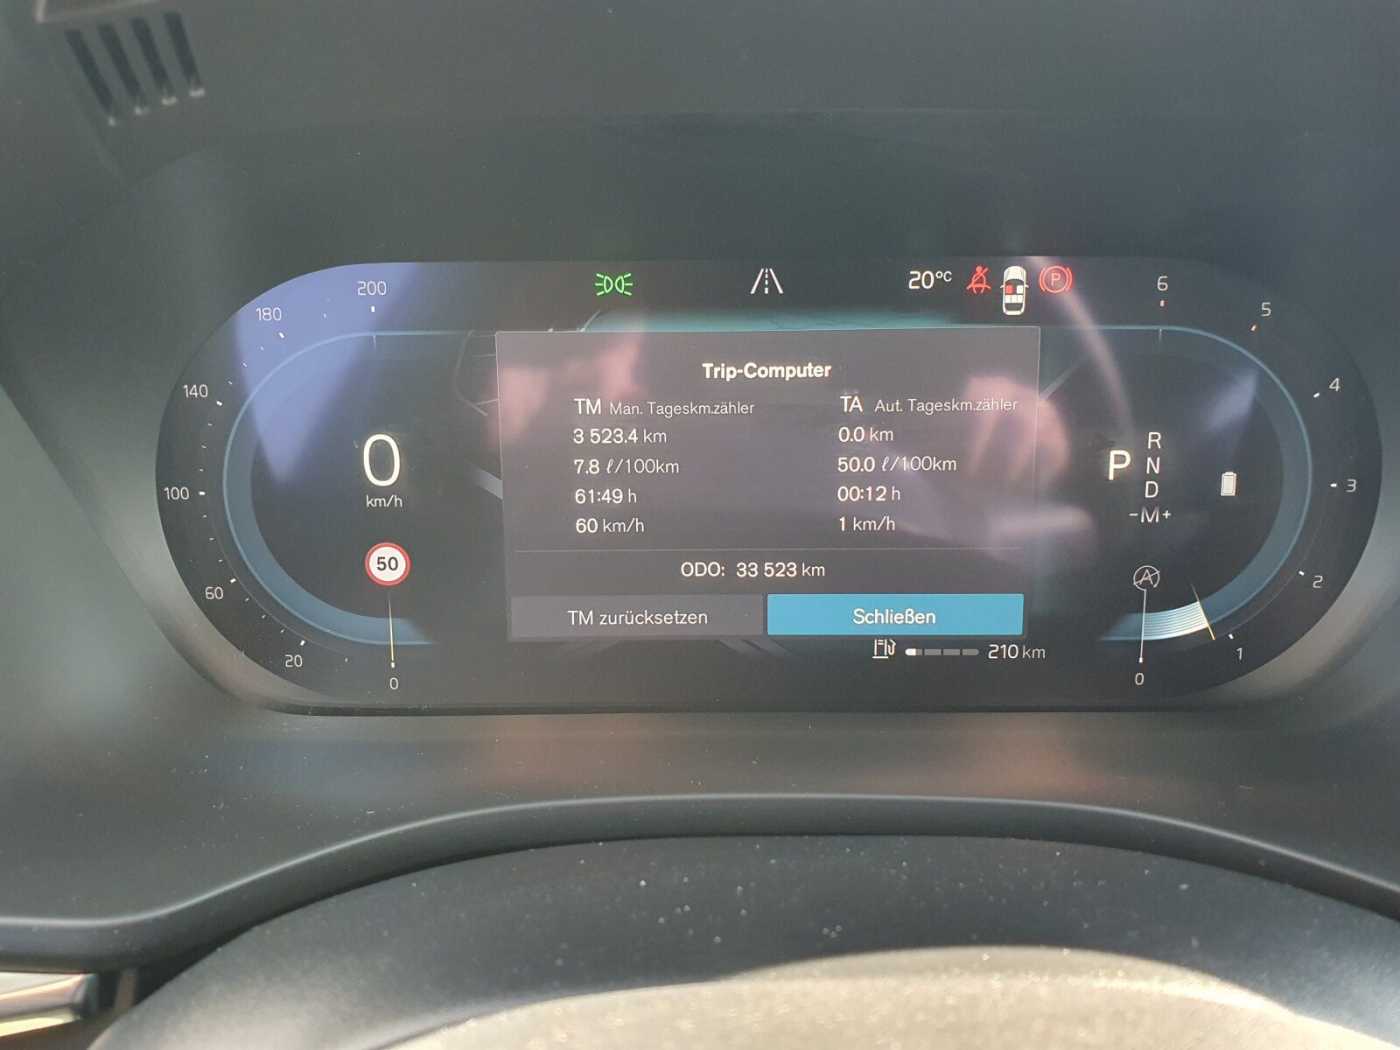 200
20°C
P
6
180
5
Trip-Computer
140
4
TM Man. Tageskm.zähler
TA Aut. Tageskm.zähler
3 523.4 km
0.0 km
7.8 ℓ/100km
50.0 ℓ/100km
61:49 h
00:12 h
60 km/h
1 km/h
0
km/h
P
R
N
D
-M+
100
3
50
ODO: 33 523 km
A
2
60
TM zurücksetzen
Schließen
20
210 km
1
0
0